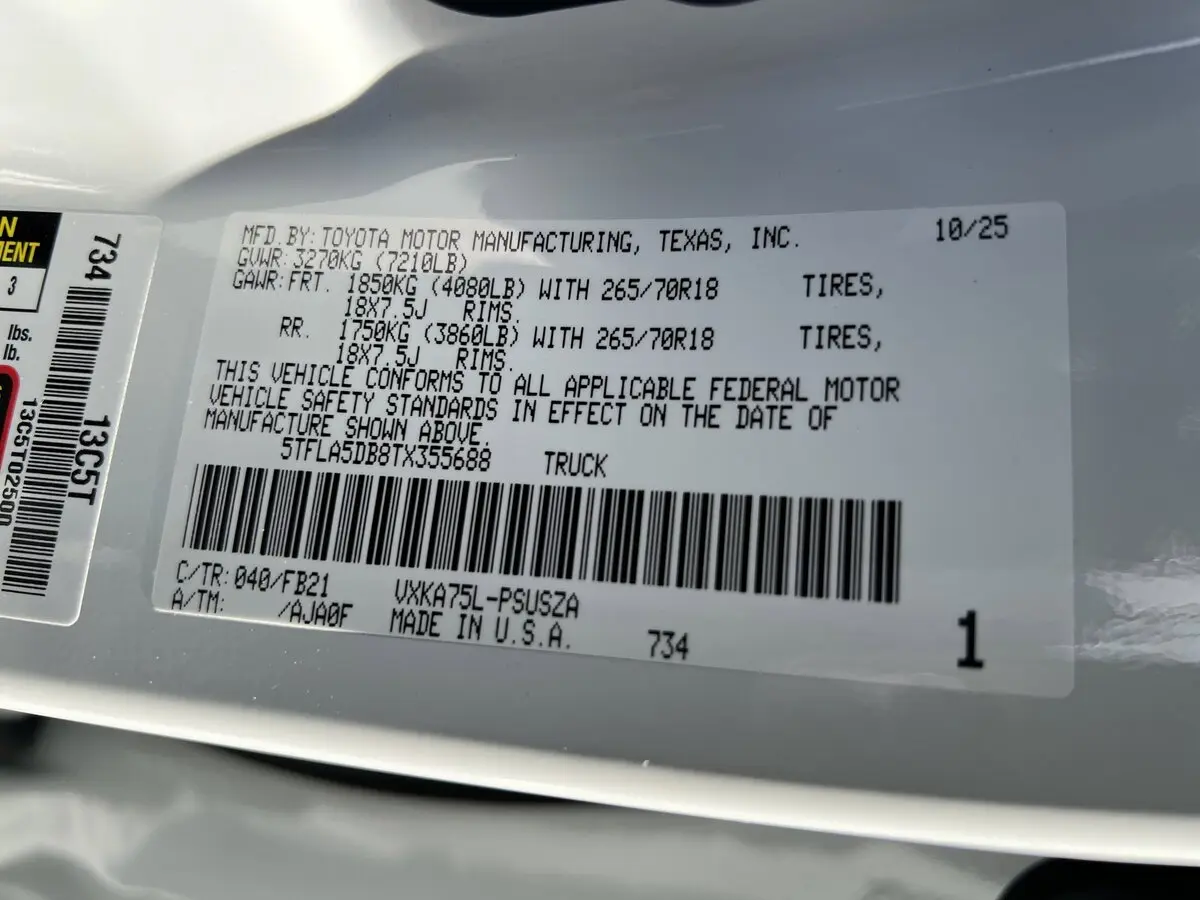 N
MENT
3
lbs.
lb.
734
13C5T
13C5T02500
MFD.BY:TOYOTA MOTOR MANUFACTURING, TEXAS, INC. 10/25
GVWR:3270KG (7210LB)
GAWR:FRT. 1850KG (4080LB) WITH 265/70R18 TIRES,
18X7.5J RIMS.
RR. 1750KG (3860LB) WITH 265/70R18 TIRES,
18X7.5J RIMS.
THIS VEHICLE CONFORMS TO ALL APPLICABLE FEDERAL MOTOR
VEHICLE SAFETY STANDARDS IN EFFECT ON THE DATE OF
MANUFACTURE SHOWN ABOVE.
5TFLA5DB8TX355688 TRUCK
C/TR:040/FB21 VXKA75L-PSUSZA
A/TM: /AJA0F MADE IN U.S.A. 734 1